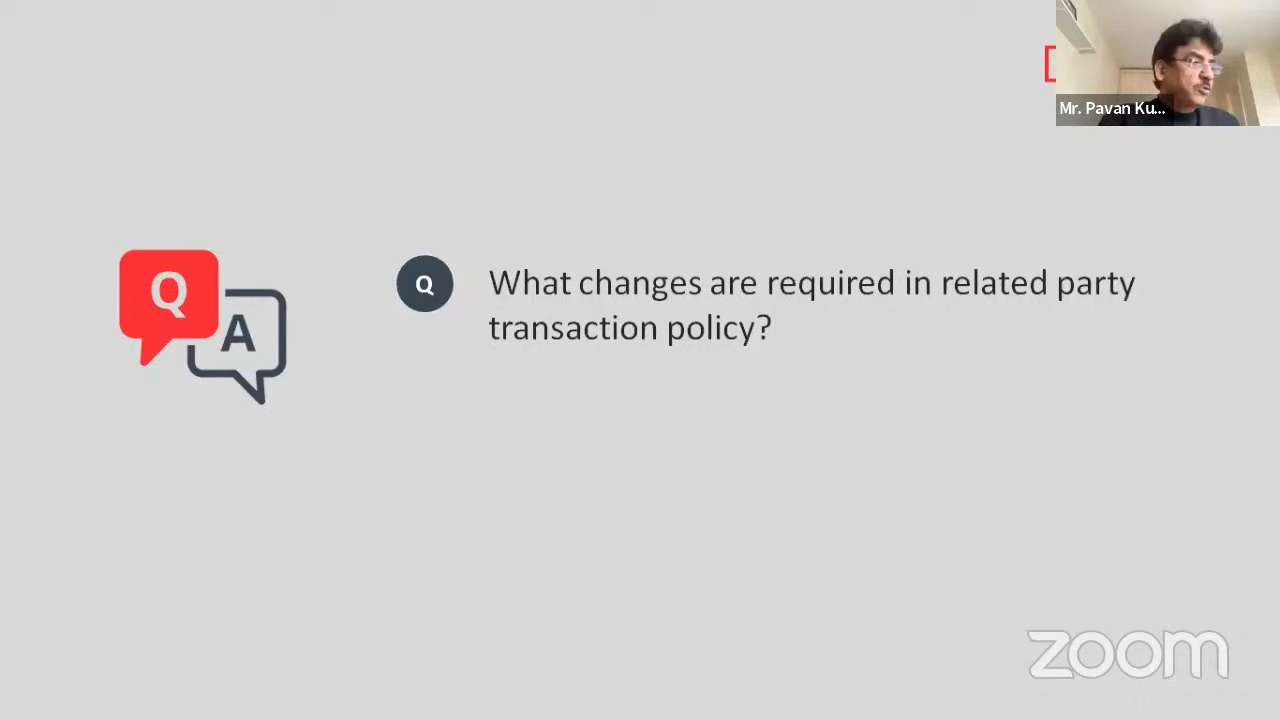 Mr. Pavan Ku...
Q
A
Q
What changes are required in related party
transaction policy?
zoom